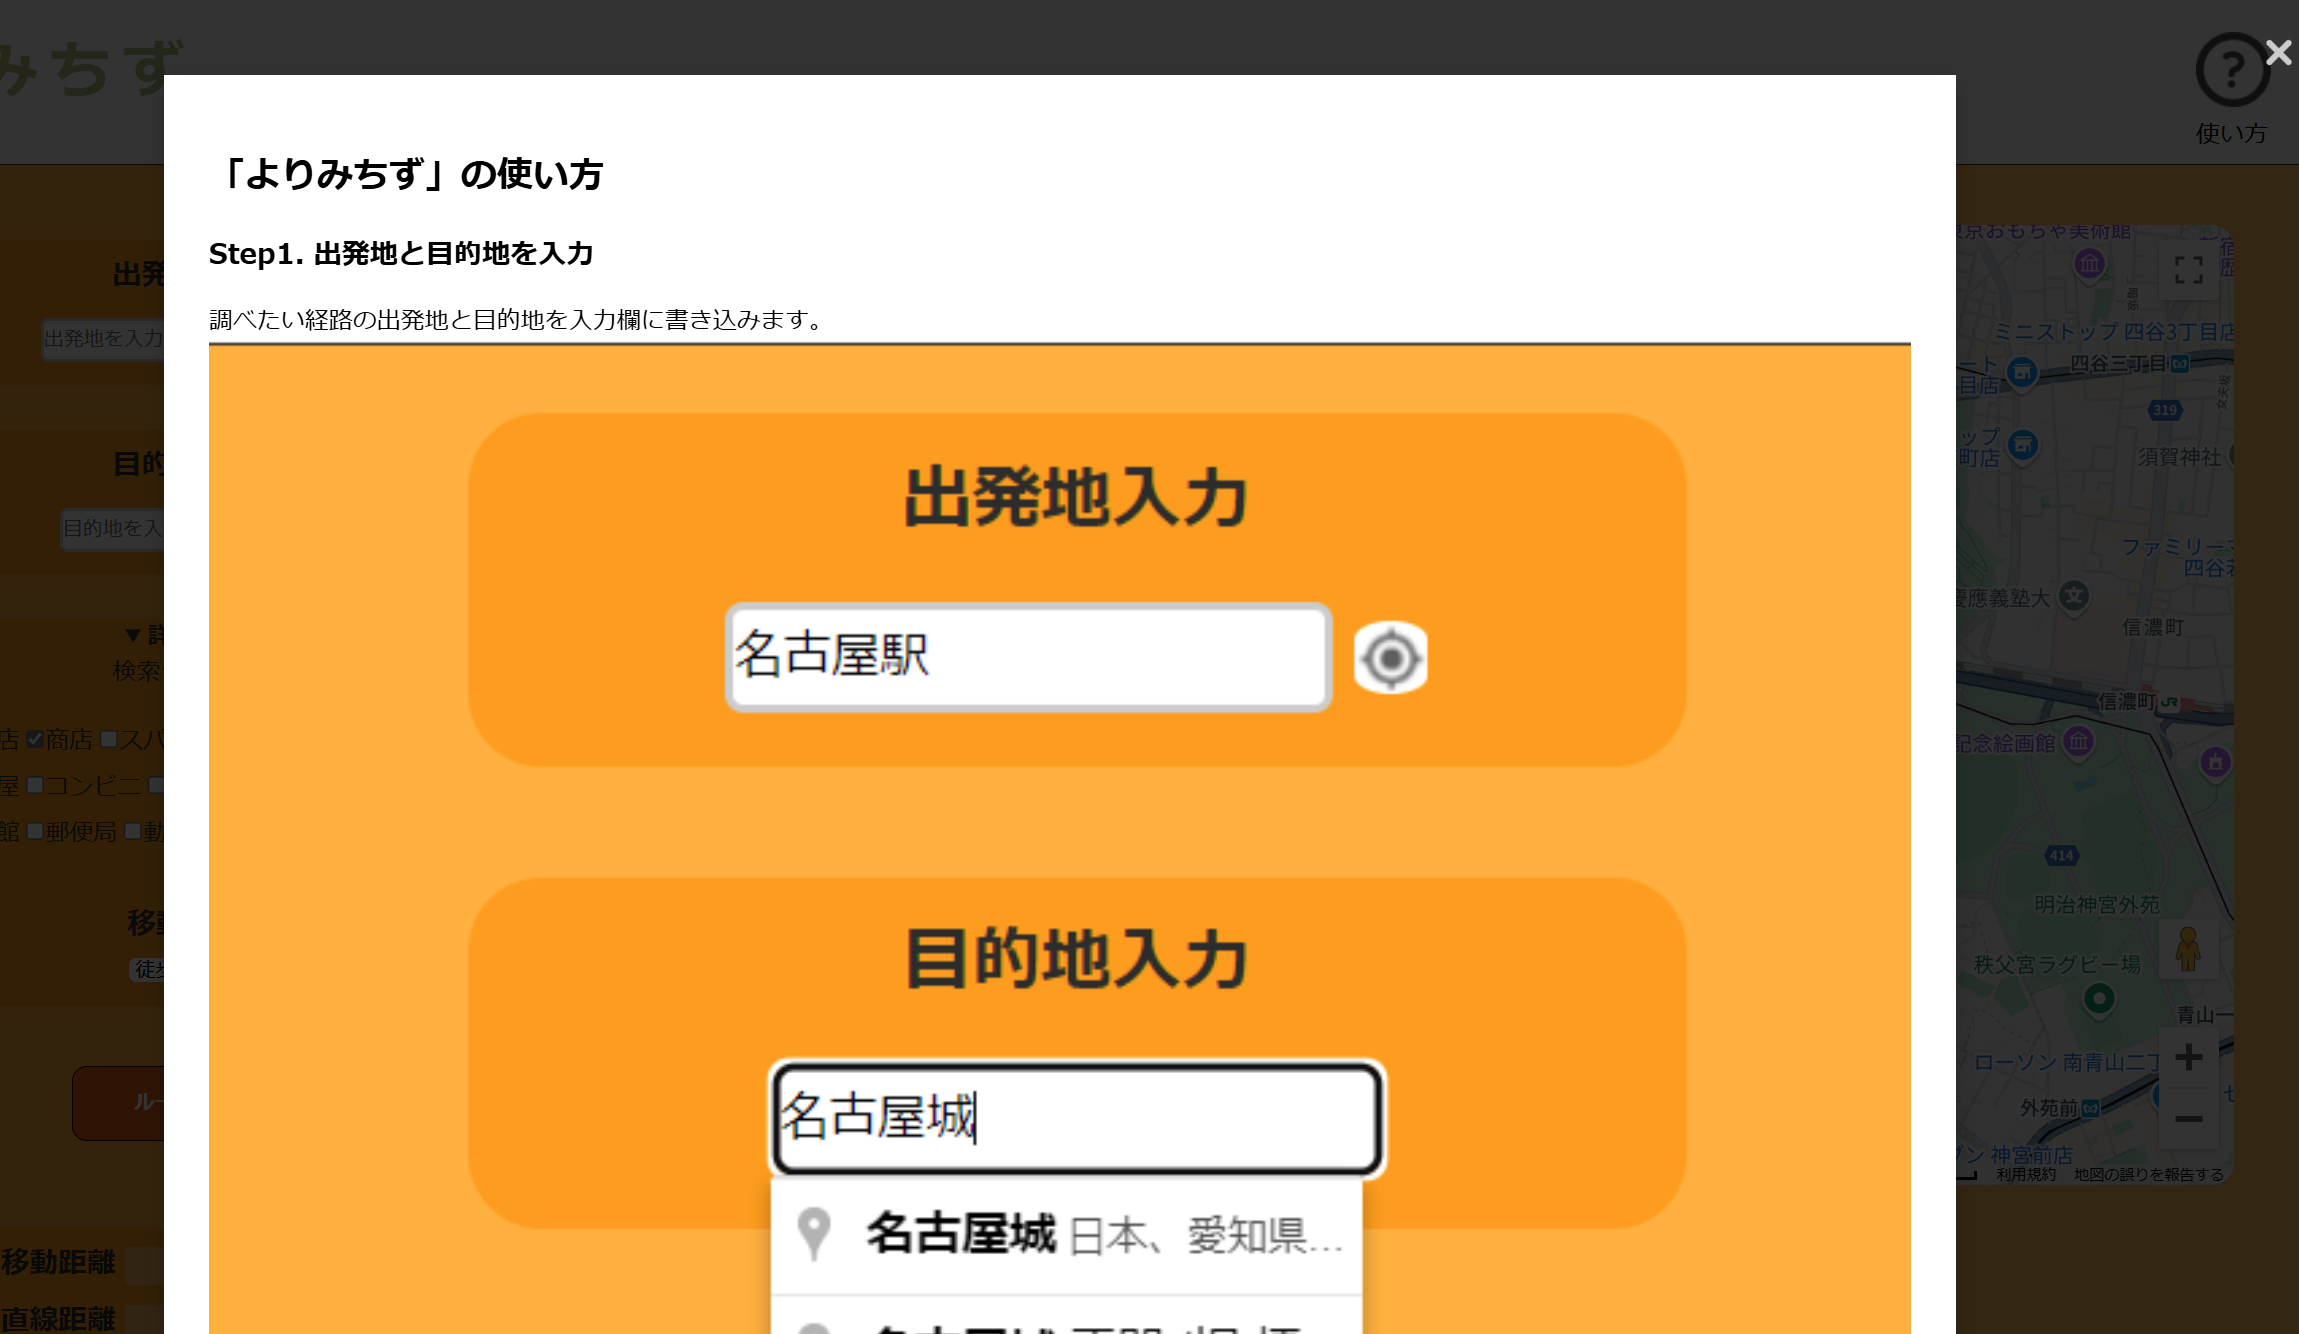 みちず
使い方
「よりみちず」の使い方
Step1. 出発地と目的地を入力
調べたい経路の出発地と目的地を入力欄に書き込みます。
出発地入力
名古屋駅
目的地入力
名古屋城
名古屋城 日本、愛知県...
出発
出発地を入力
目的
目的地を入
▼ 詳
検索
店 商店 スパ
屋 コンビニ
館 郵便局 動
移動
徒歩
ルー
移動距離
直線距離
東京おもちゃ美術館
ミニストップ 四谷3丁目店
四谷三丁目
ート
目店
319
ップ
町店
須賀神社
ファミリーマ
四谷若
慶應義塾大
信濃町
信濃町
記念絵画館
414
明治神宮外苑
秩父宮ラグビー場
青山一
ローソン 南青山二丁
外苑前
ブン 神宮前店
利用規約 地図の誤りを報告する